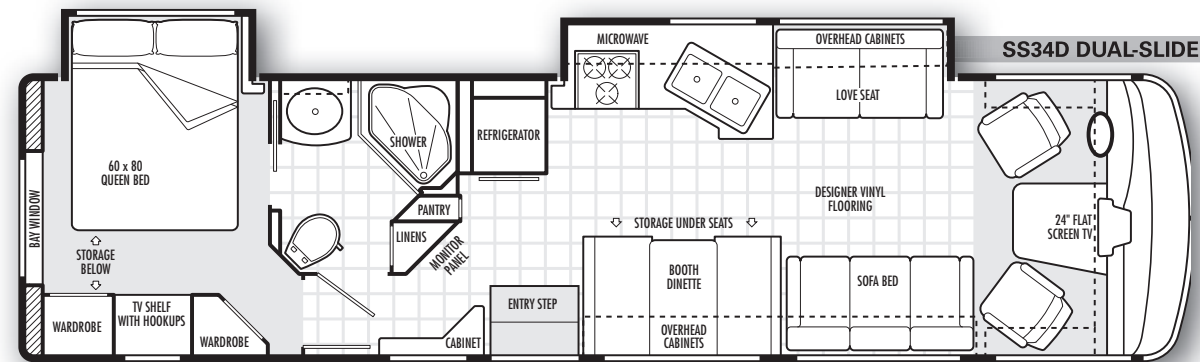 SS34D DUAL-SLIDE
MICROWAVE
OVERHEAD CABINETS
LOVE SEAT
SHOWER
REFRIGERATOR
60 x 80
QUEEN BED
BAY WINDOW
PANTRY
LINENS
MONITOR
PANEL
DESIGNER VINYL
FLOORING
STORAGE UNDER SEATS
24" FLAT
SCREEN TV
STORAGE
BELOW
BOOTH
DINETTE
SOFA BED
ENTRY STEP
WARDROBE
TV SHELF
WITH HOOKUPS
WARDROBE
CABINET
OVERHEAD
CABINETS